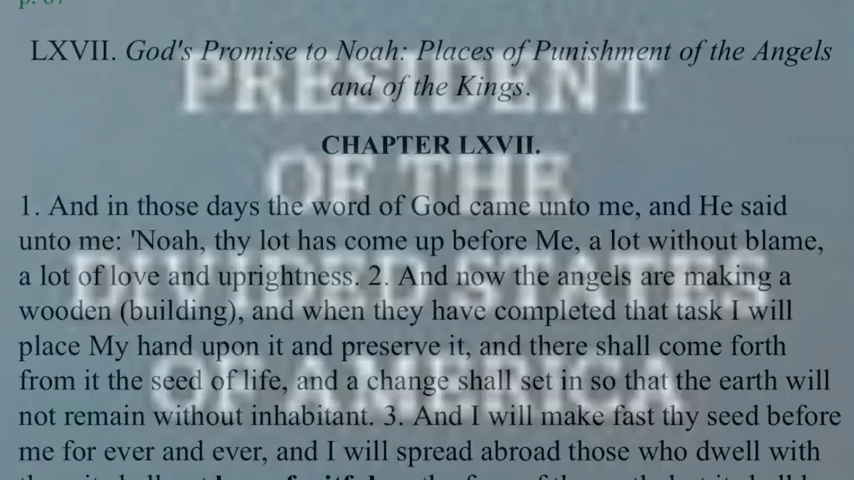 LXVII. God's Promise to Noah: Places of Punishment of the Angels
and of the Kings.
CHAPTER LXVII.
1. And in those days the word of God came unto me, and He said
unto me: 'Noah, thy lot has come up before Me, a lot without blame,
a lot of love and uprightness. 2. And now the angels are making a
wooden (building), and when they have completed that task I will
place My hand upon it and preserve it, and there shall come forth
from it the seed of life, and a change shall set in so that the earth will
not remain without inhabitant. 3. And I will make fast thy seed before
me for ever and ever, and I will spread abroad those who dwell with
PRESIDENT
OF THE
DIVIDED STATES
OF AMERICA